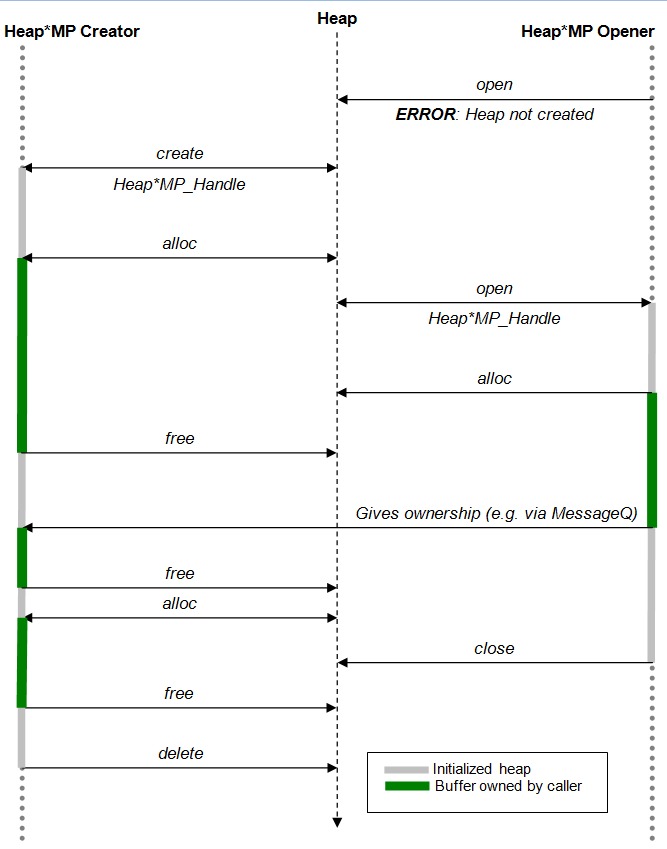 Heap*MP Creator
Heap
Heap*MP Opener
open
ERROR: Heap not created
create
Heap*MP_Handle
alloc
open
Heap*MP_Handle
alloc
free
Gives ownership (e.g. via MessageQ)
free
alloc
close
free
delete
Initialized heap
Buffer owned by caller